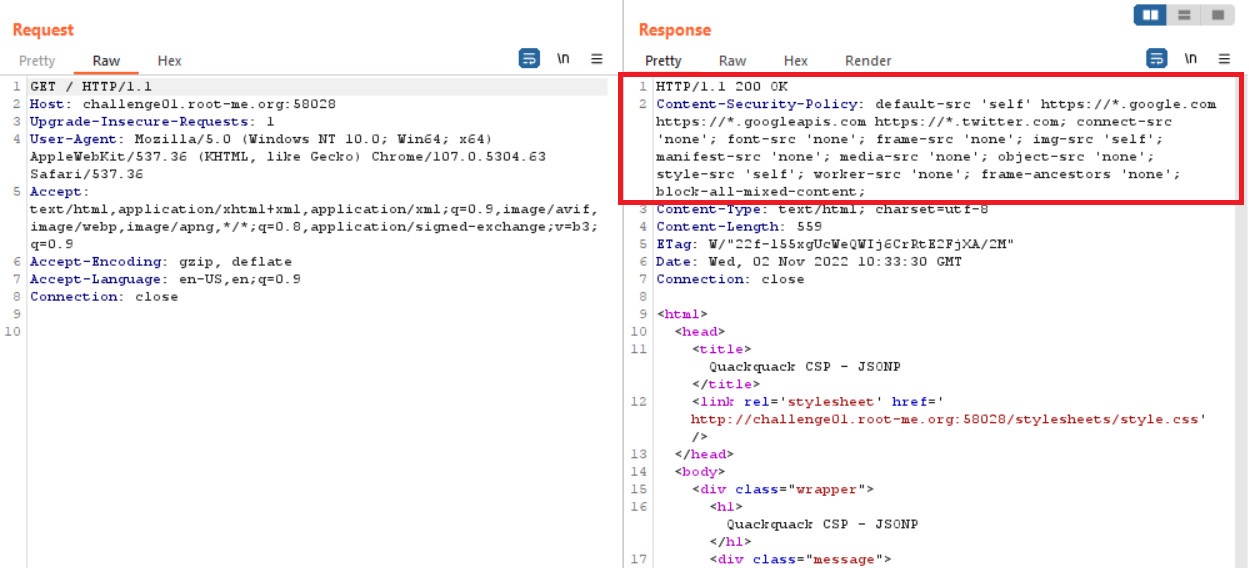 Request
Pretty Raw Hex \n
1 GET / HTTP/1.1
2 Host: challenge01.root-me.org:58028
3 Upgrade-Insecure-Requests: 1
4 User-Agent: Mozilla/5.0 (Windows NT 10.0; Win64; x64)
AppleWebKit/537.36 (KHTML, like Gecko) Chrome/107.0.5304.63
Safari/537.36
5 Accept:
text/html,application/xhtml+xml,application/xml;q=0.9,image/avif,
image/webp,image/apng,*/*;q=0.8,application/signed-exchange;v=b3;
q=0.9
6 Accept-Encoding: gzip, deflate
7 Accept-Language: en-US,en;q=0.9
8 Connection: close
9
10
Response
Pretty Raw Hex Render \n
1 HTTP/1.1 200 OK
2 Content-Security-Policy: default-src 'self' https://*.google.com
https://*.googleapis.com https://*.twitter.com; connect-src
'none'; font-src 'none'; frame-src 'none'; img-src 'self';
manifest-src 'none'; media-src 'none'; object-src 'none';
style-src 'self'; worker-src 'none'; frame-ancestors 'none';
block-all-mixed-content;
3 Content-Type: text/html; charset=utf-8
4 Content-Length: 559
5 ETag: W/"22f-155xgUcWeQWIj6CrRtE2FjXA/2M"
6 Date: Wed, 02 Nov 2022 10:33:30 GMT
7 Connection: close
8
9 <html>
10 <head>
11 <title>
Quackquack CSP - JSONP
</title>
12 <link rel='stylesheet' href='
http://challenge01.root-me.org:58028/stylesheets/style.css'
/>
13 </head>
14 <body>
15 <div class="wrapper">
16 <h1>
Quackquack CSP - JSONP
</h1>
17 <div class="message">